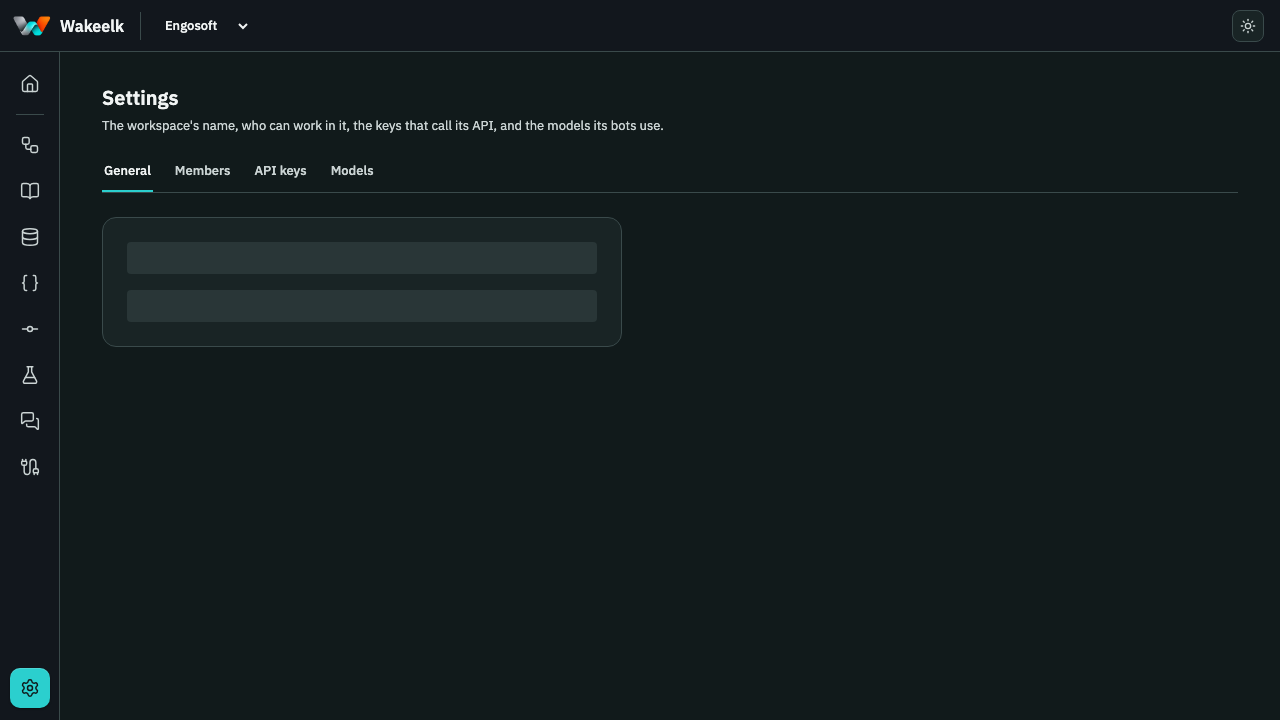 Wakeelk
Engosoft
Settings
The workspace's name, who can work in it, the keys that call its API, and the models its bots use.
General Members API keys Models